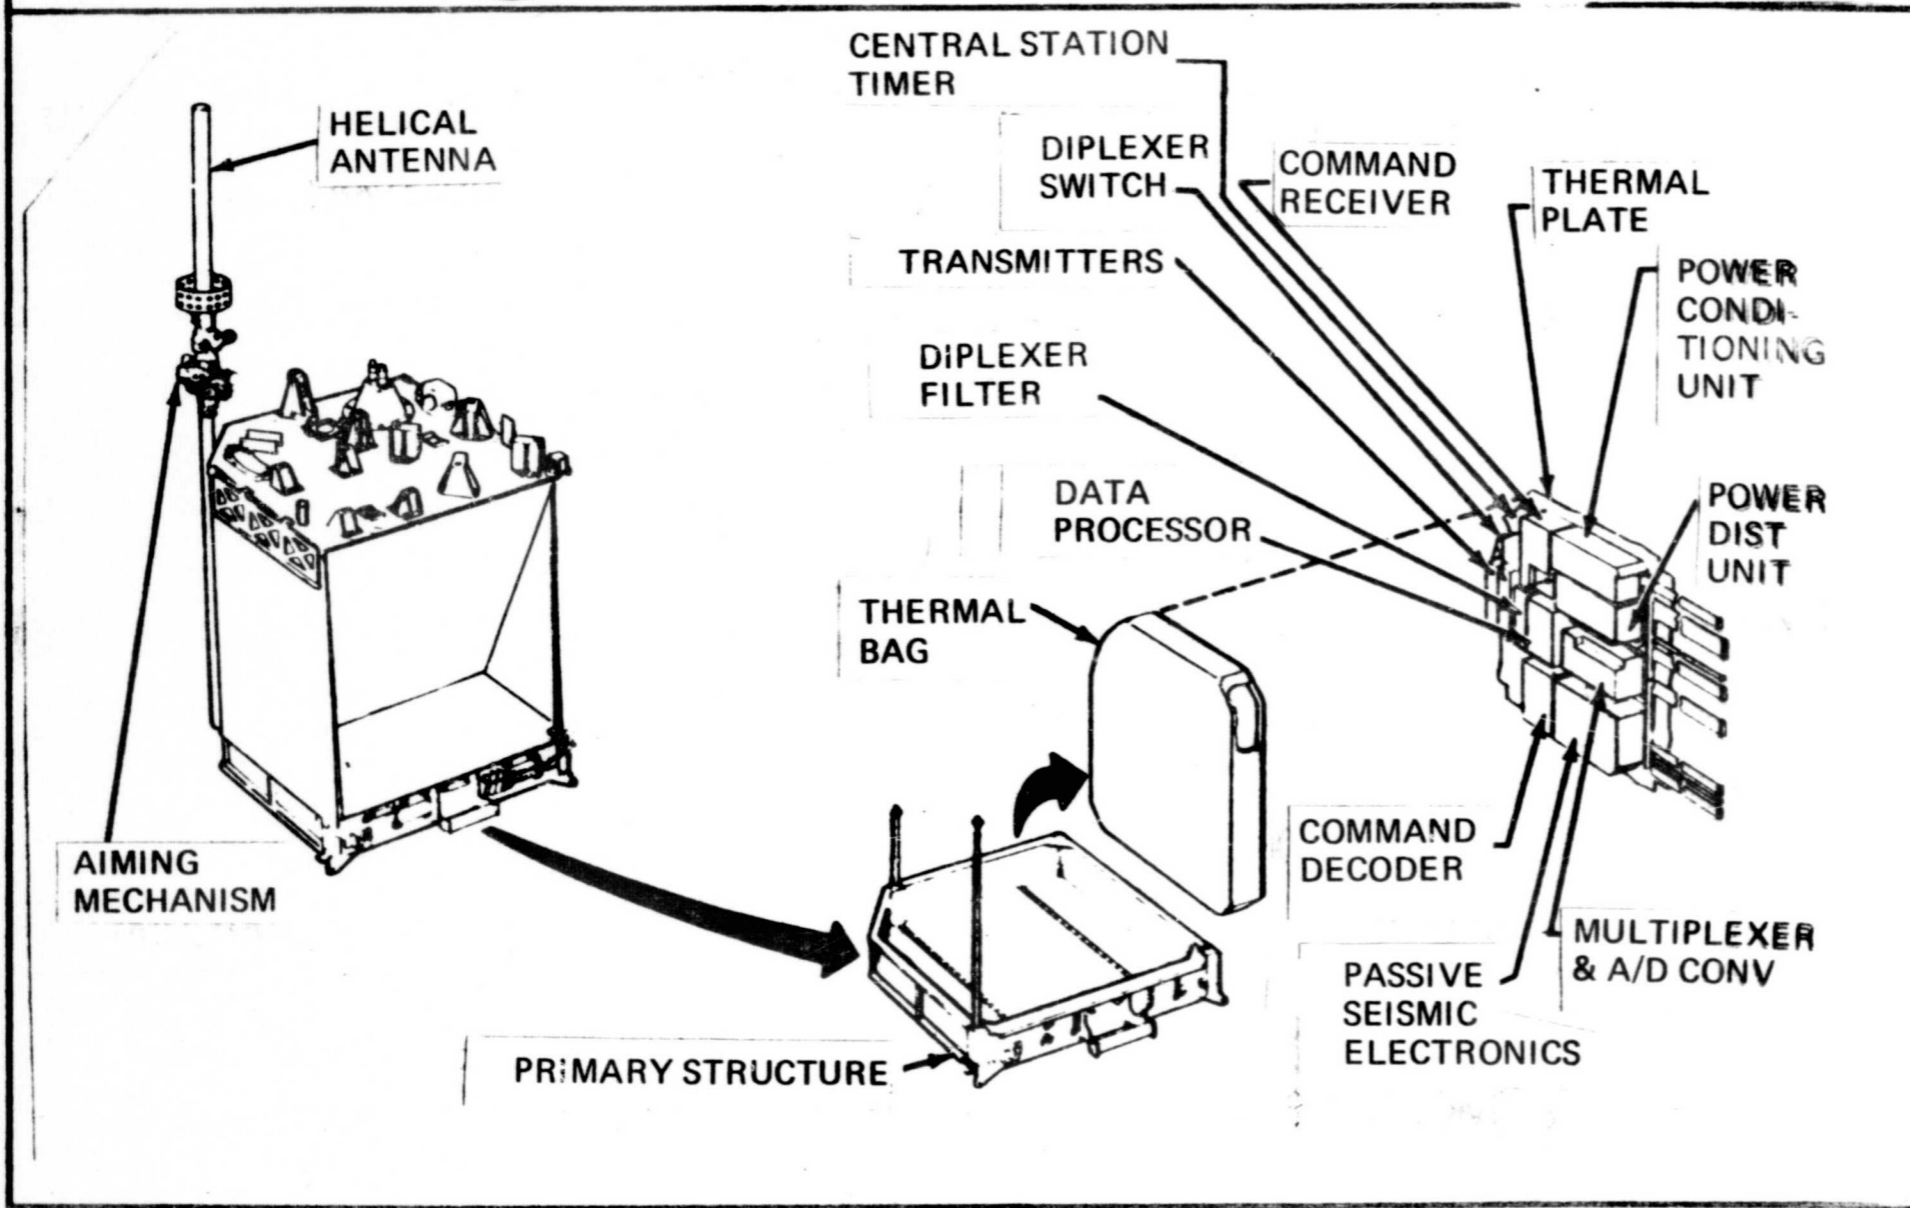 CENTRAL STATION
TIMER
HELICAL
ANTENNA
DIPLEXER
SWITCH
COMMAND
RECEIVER
THERMAL
PLATE
TRANSMITTERS
POWER
CONDI-
TIONING
UNIT
DIPLEXER
FILTER
DATA
PROCESSOR
POWER
DIST
UNIT
THERMAL
BAG
AIMING
MECHANISM
COMMAND
DECODER
MULTIPLEXER
& A/D CONV
PASSIVE
SEISMIC
ELECTRONICS
PRIMARY STRUCTURE